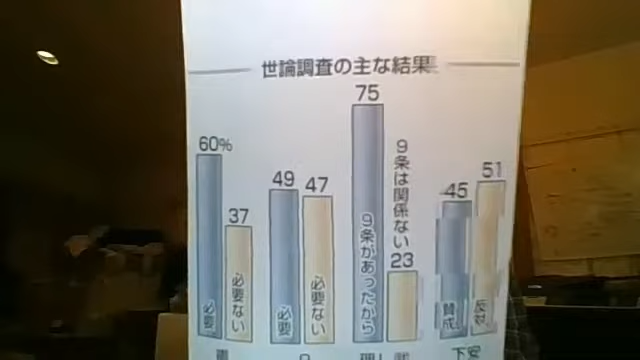 世論調査の主な結果
60%
37
49
47
75
23
45
51
必要
必要ない
必要
必要ない
9条があったから
9条は関係ない
賛成
反対